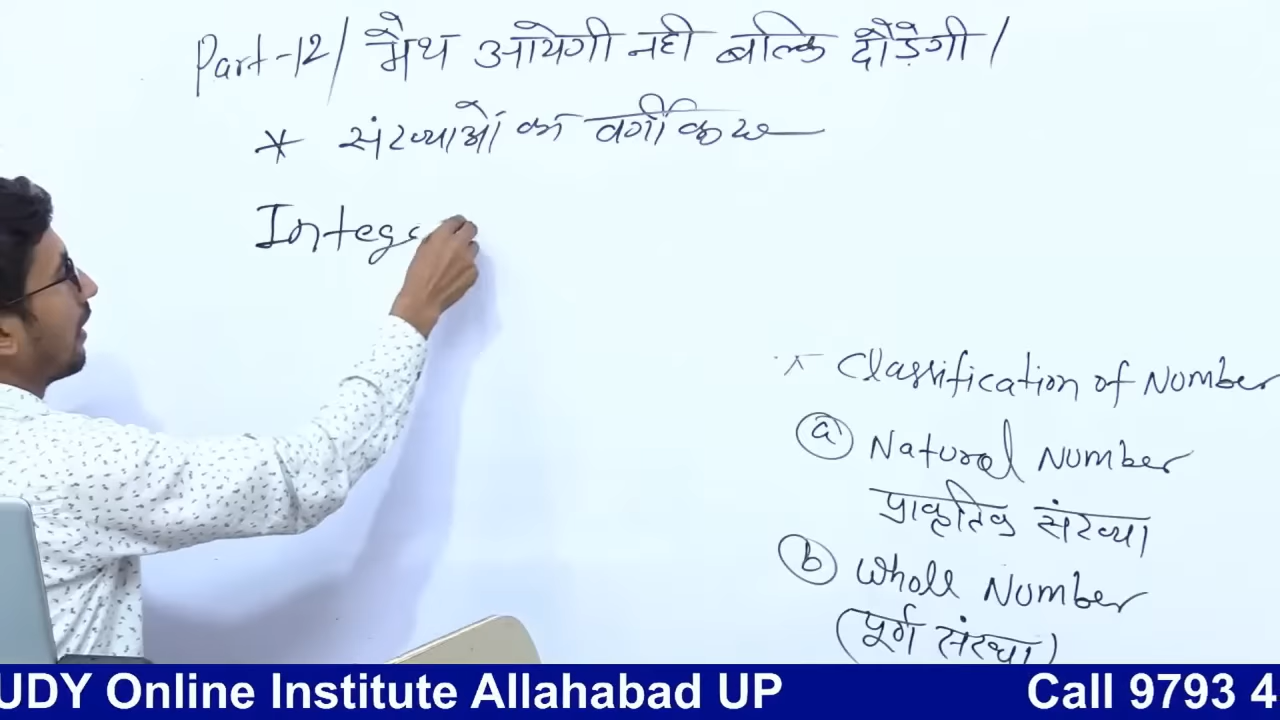 Part-12/ मैथ आयेगी नही बल्कि दौड़ेगी/
* संख्याओं का वर्गीकरण
Integ
* Classification of Number
(a) Natural Number
प्राकृतिक संख्या
(b) Whole Number
(पूर्ण संख्या)
UDY Online Institute Allahabad UP Call 9793 4